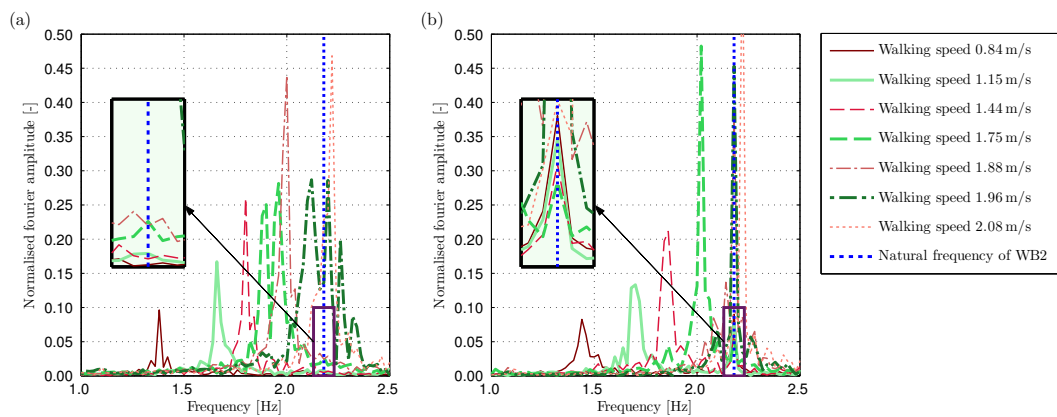 (a)
(b)
0.50
0.45
0.40
0.35
0.30
0.25
0.20
0.15
0.10
0.05
0.00
Normalised fourier amplitude [-]
1.0 1.5 2.0 2.5
Frequency [Hz]
0.50
0.45
0.40
0.35
0.30
0.25
0.20
0.15
0.10
0.05
0.00
Normalised fourier amplitude [-]
1.0 1.5 2.0 2.5
Frequency [Hz]
Walking speed 0.84 m/s
Walking speed 1.15 m/s
Walking speed 1.44 m/s
Walking speed 1.75 m/s
Walking speed 1.88 m/s
Walking speed 1.96 m/s
Walking speed 2.08 m/s
Natural frequency of WB2